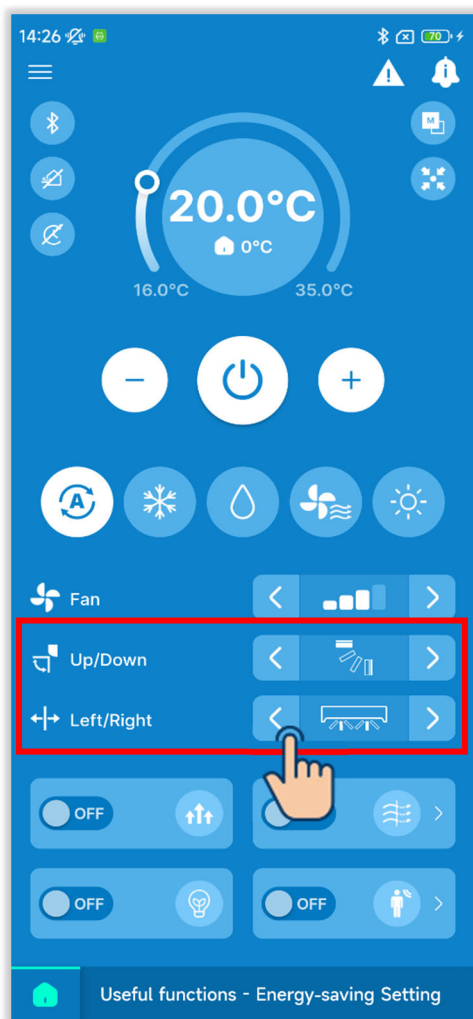 14:26
70
M
20.0°C
0°C
16.0°C
35.0°C
A
Fan
Up/Down
Left/Right
OFF
OFF
OFF
Useful functions - Energy-saving Setting